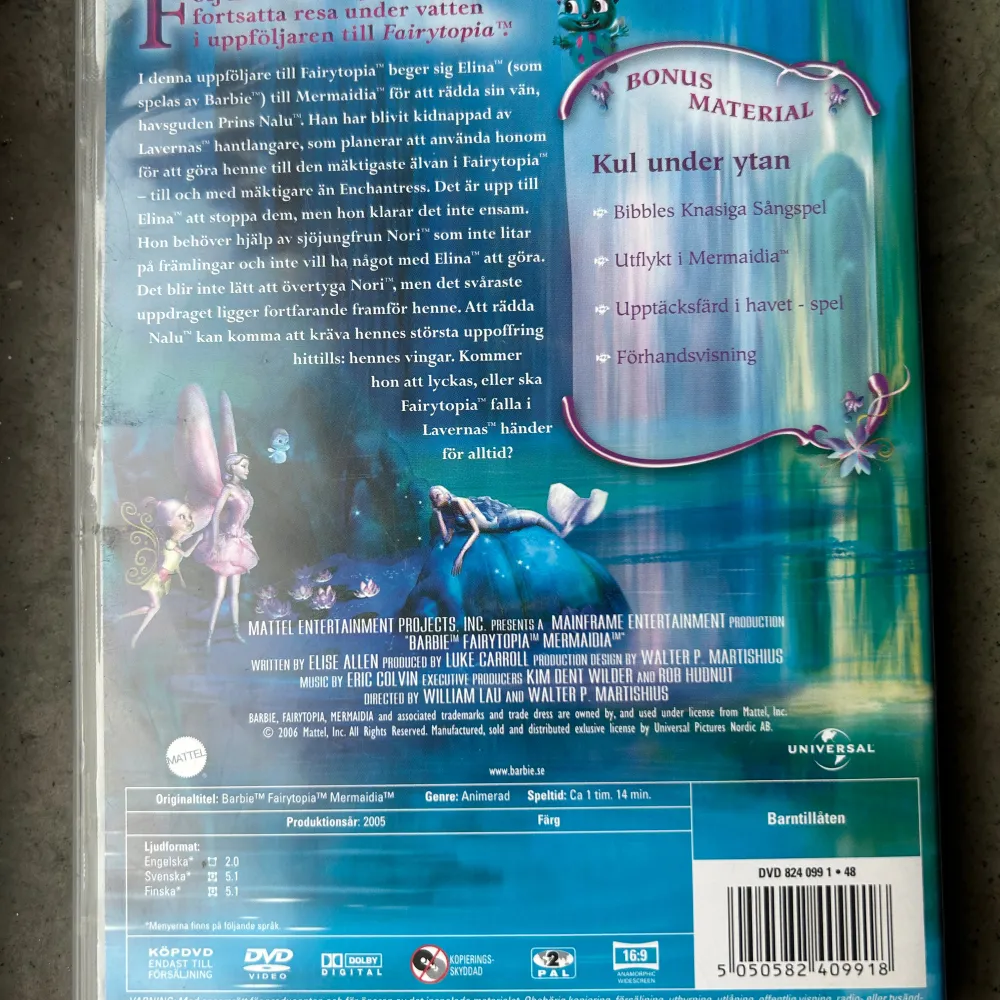 fortsatta resa under vatten
i uppföljaren till Fairytopia™.
I denna uppföljare till Fairytopia™ beger sig Elina™ (som
spelas av Barbie™) till Mermaidia™ för att rädda sin vän,
havsguden Prins Nalu™. Han har blivit kidnappad av
Lavernas™ hantlangare, som planerar att använda honom
för att göra henne till den mäktigaste älvan i Fairytopia™
– till och med mäktigare än Enchantress. Det är upp till
Elina™ att stoppa dem, men hon klarar det inte ensam.
Hon behöver hjälp av sjöjungfrun Nori™ som inte litar
på främlingar och inte vill ha något med Elina™ att göra.
Det blir inte lätt att övertyga Nori™, men det svåraste
uppdraget ligger fortfarande framför henne. Att rädda
Nalu™ kan komma att kräva hennes största uppoffring
hittills: hennes vingar. Kommer
hon att lyckas, eller ska
Fairytopia™ falla i
Lavernas™ händer
för alltid?
BONUS
MATERIAL
Kul under ytan
Bibbles Knasiga Sångspel
Utflykt i Mermaidia™
Upptäcksfärd i havet - spel
Förhandsvisning
MATTEL ENTERTAINMENT PROJECTS, INC. PRESENTS A MAINFRAME ENTERTAINMENT PRODUCTION
"BARBIE™ FAIRYTOPIA™ MERMAIDIA™"
WRITTEN BY ELISE ALLEN PRODUCED BY LUKE CARROLL PRODUCTION DESIGN BY WALTER P. MARTISHIUS
MUSIC BY ERIC COLVIN EXECUTIVE PRODUCERS KIM DENT WILDER AND ROB HUDNUT
DIRECTED BY WILLIAM LAU AND WALTER P. MARTISHIUS
BARBIE, FAIRYTOPIA, MERMAIDIA and associated trademarks and trade dress are owned by, and used under license from Mattel, Inc.
© 2006 Mattel, Inc. All Rights Reserved. Manufactured, sold and distributed exlusive license by Universal Pictures Nordic AB.
MATTEL
UNIVERSAL
www.barbie.se
Originaltitel: Barbie™ Fairytopia™ Mermaidia™ Genre: Animerad Speltid: Ca 1 tim. 14 min.
Produktionsår: 2005 Färg
Barntillåten
Ljudformat:
Engelska* 2.0
Svenska* 5.1
Finska* 5.1
*Menyerna finns på följande språk
DVD 824 099 1 • 48
KÖPDVD
ENDAST TILL
FÖRSÄLJNING
DVD
VIDEO
DOLBY
DIGITAL
KOPIERINGS-
SKYDDAD
2
PAL
16:9
ANAMORPHIC
WIDESCREEN
5 050582 409918